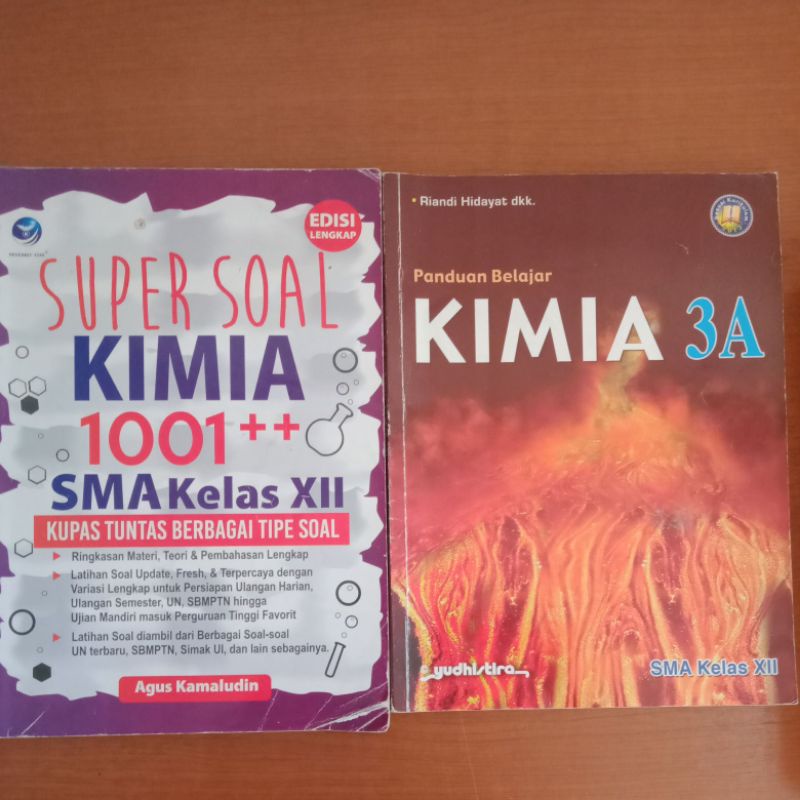 EDISI
LENGKAP
SUPER SOAL
KIMIA
1001++
SMA Kelas XII
KUPAS TUNTAS BERBAGAI TIPE SOAL
Ringkasan Materi, Teori & Pembahasan Lengkap
Latihan Soal Update, Fresh, & Terpercaya dengan
Variasi Lengkap untuk Persiapan Ulangan Harian,
Ulangan Semester, UN, SBMPTN hingga
Ujian Mandiri masuk Perguruan Tinggi Favorit
Latihan Soal diambil dari Berbagai Soal-soal
UN terbaru, SBMPTN, Simak UI, dan lain sebagainya.
Agus Kamaludin
• Riandi Hidayat dkk.
Panduan Belajar
KIMIA 3A
yudhistira
SMA Kelas XII